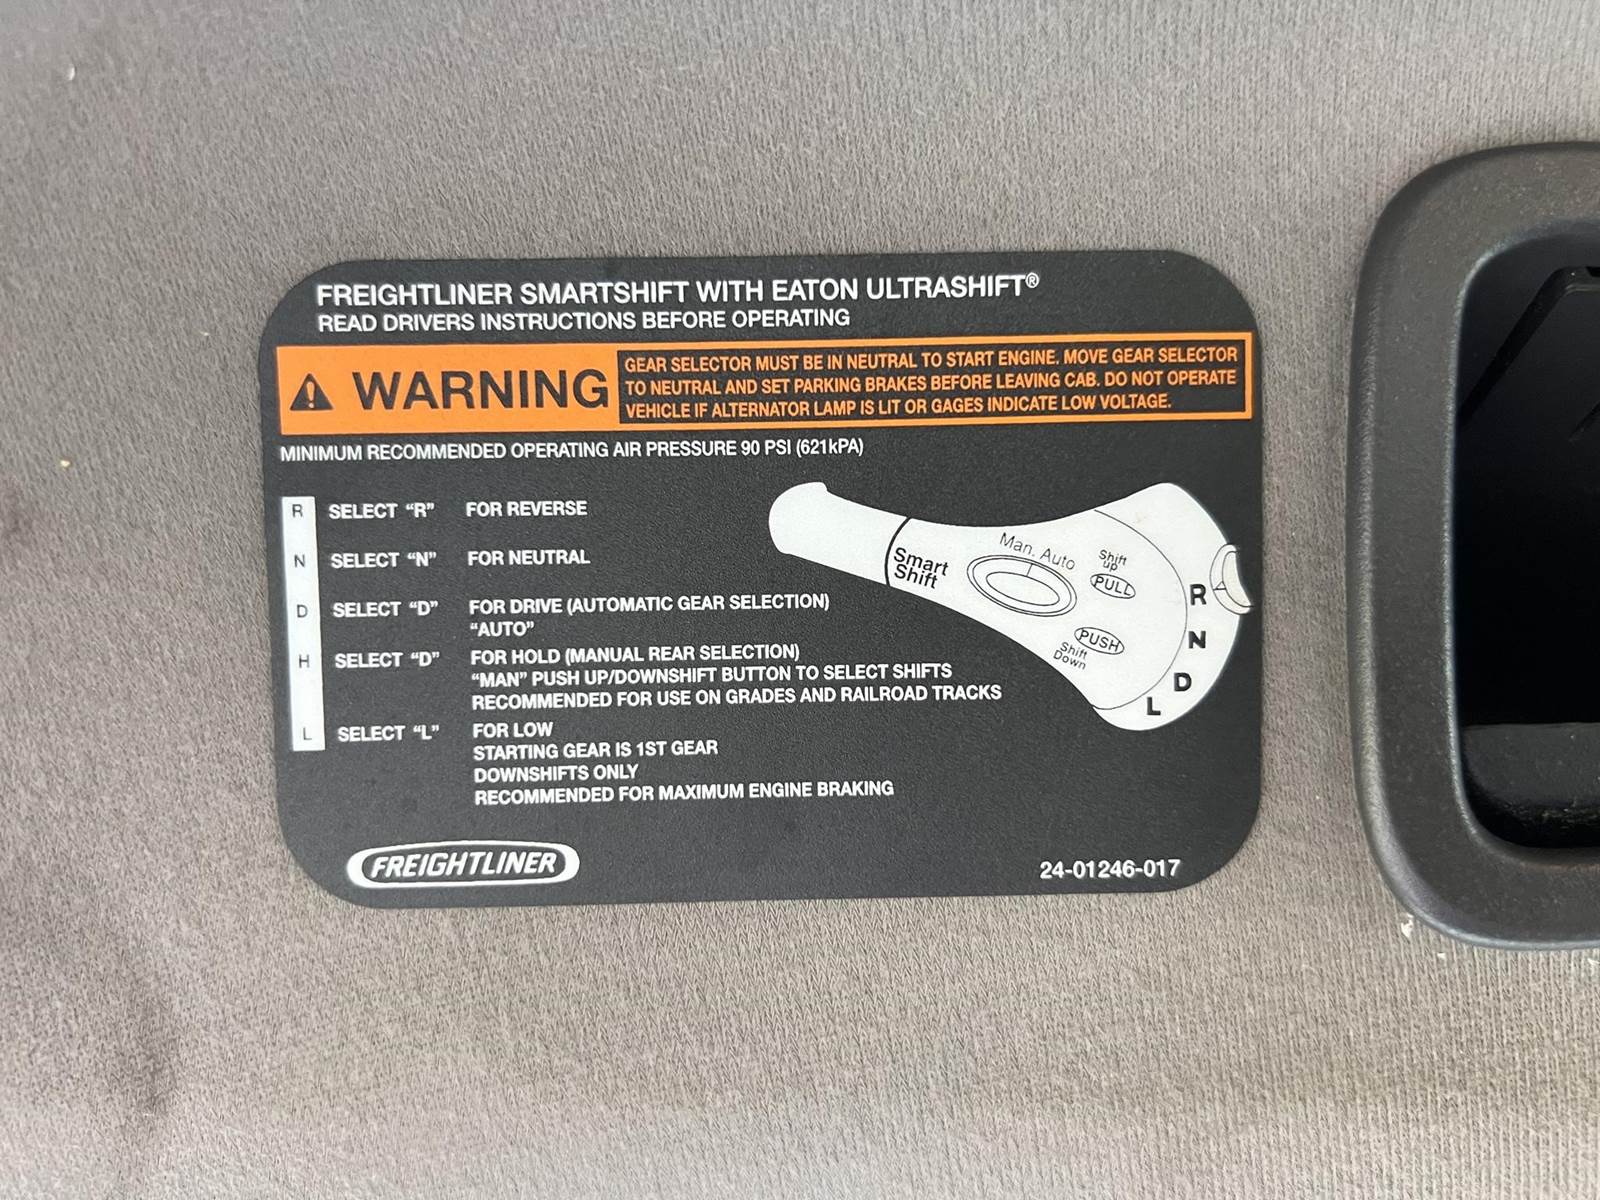 FREIGHTLINER SMARTSHIFT WITH EATON ULTRASHIFT®
READ DRIVERS INSTRUCTIONS BEFORE OPERATING
WARNING
GEAR SELECTOR MUST BE IN NEUTRAL TO START ENGINE. MOVE GEAR SELECTOR
TO NEUTRAL AND SET PARKING BRAKES BEFORE LEAVING CAB. DO NOT OPERATE
VEHICLE IF ALTERNATOR LAMP IS LIT OR GAGES INDICATE LOW VOLTAGE.
MINIMUM RECOMMENDED OPERATING AIR PRESSURE 90 PSI (621kPA)
R SELECT "R" FOR REVERSE
N SELECT "N" FOR NEUTRAL
D SELECT "D" FOR DRIVE (AUTOMATIC GEAR SELECTION)
"AUTO"
H SELECT "D" FOR HOLD (MANUAL REAR SELECTION)
"MAN" PUSH UP/DOWNSHIFT BUTTON TO SELECT SHIFTS
RECOMMENDED FOR USE ON GRADES AND RAILROAD TRACKS
L SELECT "L" FOR LOW
STARTING GEAR IS 1ST GEAR
DOWNSHIFTS ONLY
RECOMMENDED FOR MAXIMUM ENGINE BRAKING
Smart
Shift
Man. Auto
Shift
up
PULL
PUSH
Shift
Down
R
N
D
L
FREIGHTLINER
24-01246-017